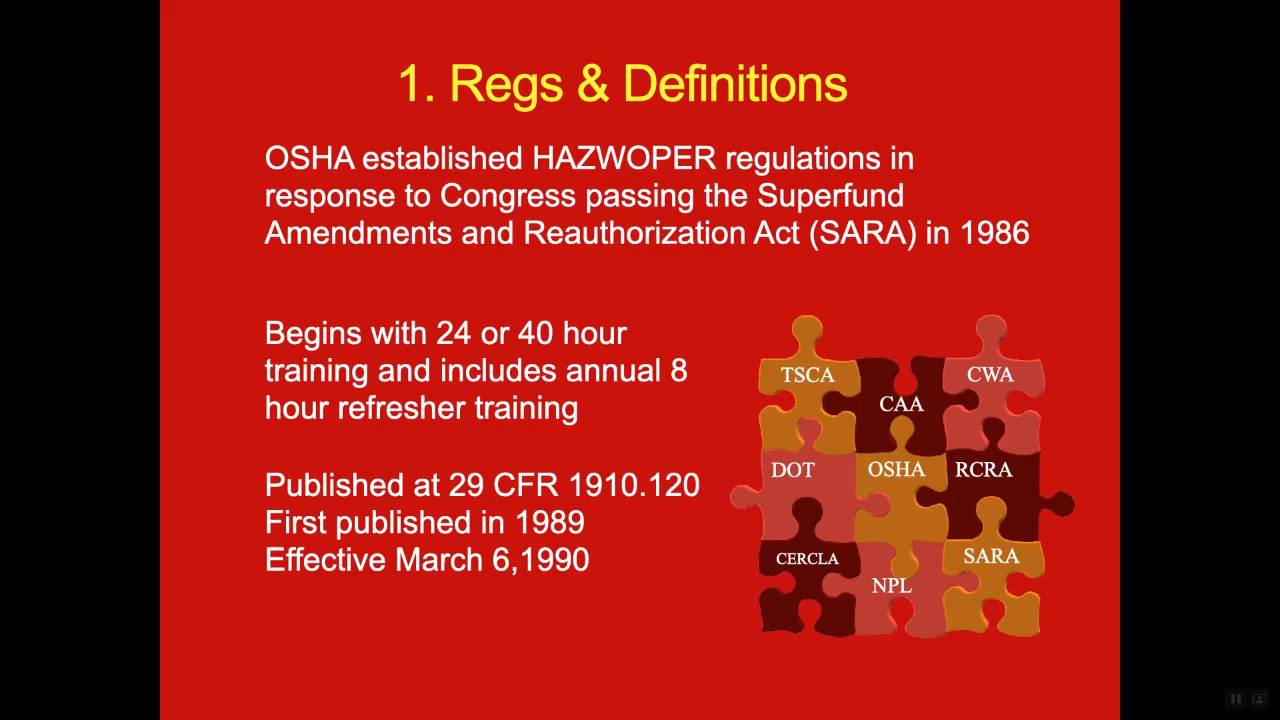 1. Regs & Definitions
OSHA established HAZWOPER regulations in
response to Congress passing the Superfund
Amendments and Reauthorization Act (SARA) in 1986
Begins with 24 or 40 hour
training and includes annual 8
hour refresher training
Published at 29 CFR 1910.120
First published in 1989
Effective March 6,1990
TSCA
CAA
CWA
DOT
OSHA
RCRA
CERCLA
NPL
SARA